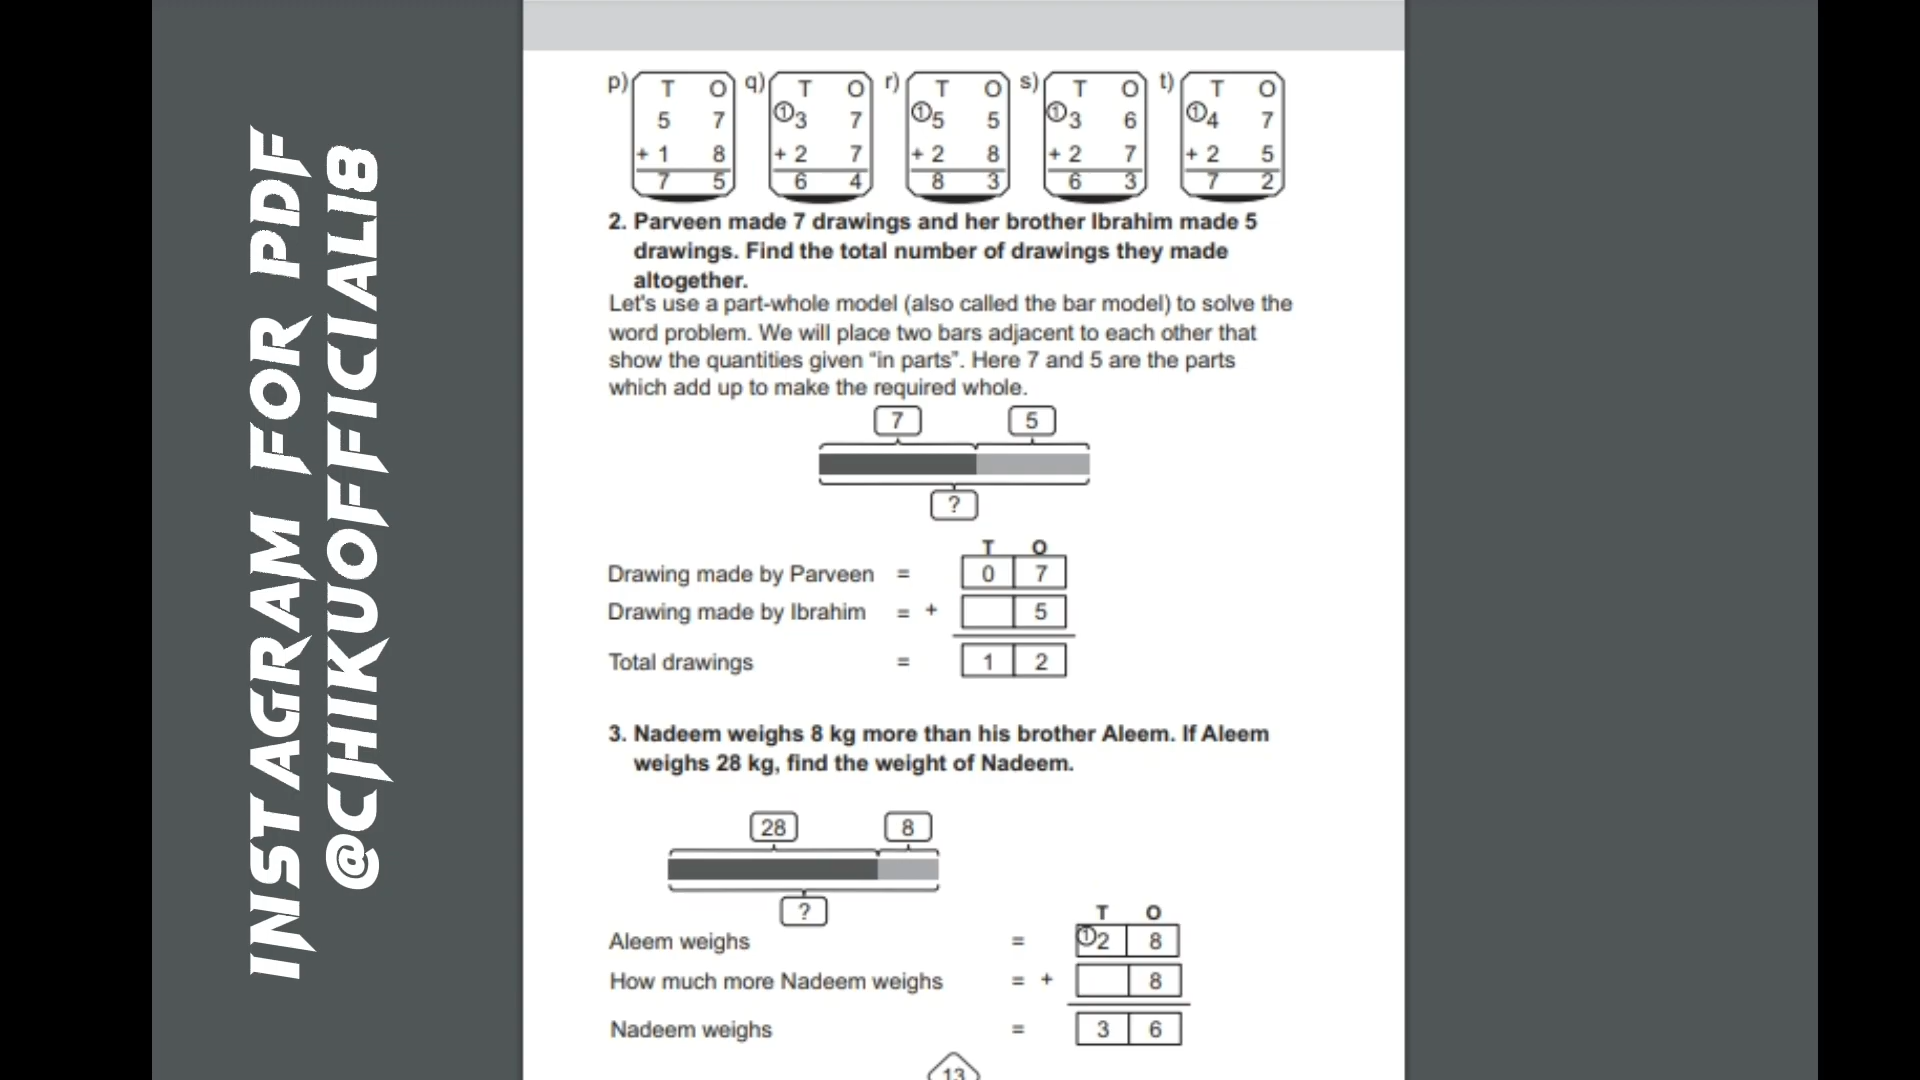 INSTAGRAM FOR PDF
@CHIKUOFFICIAL18
p) T O q) T O r) T O s) T O t) T O
5 7 ①3 7 ①5 5 ①3 6 ①4 7
+ 1 8 + 2 7 + 2 8 + 2 7 + 2 5
7 5 6 4 8 3 6 3 7 2
2. Parveen made 7 drawings and her brother Ibrahim made 5
drawings. Find the total number of drawings they made
altogether.
Let's use a part-whole model (also called the bar model) to solve the
word problem. We will place two bars adjacent to each other that
show the quantities given “in parts”. Here 7 and 5 are the parts
which add up to make the required whole.
7 5
?
T O
Drawing made by Parveen = 0 7
Drawing made by Ibrahim = + 5
Total drawings = 1 2
3. Nadeem weighs 8 kg more than his brother Aleem. If Aleem
weighs 28 kg, find the weight of Nadeem.
28 8
?
T O
Aleem weighs = ①2 8
How much more Nadeem weighs = + 8
Nadeem weighs = 3 6
13